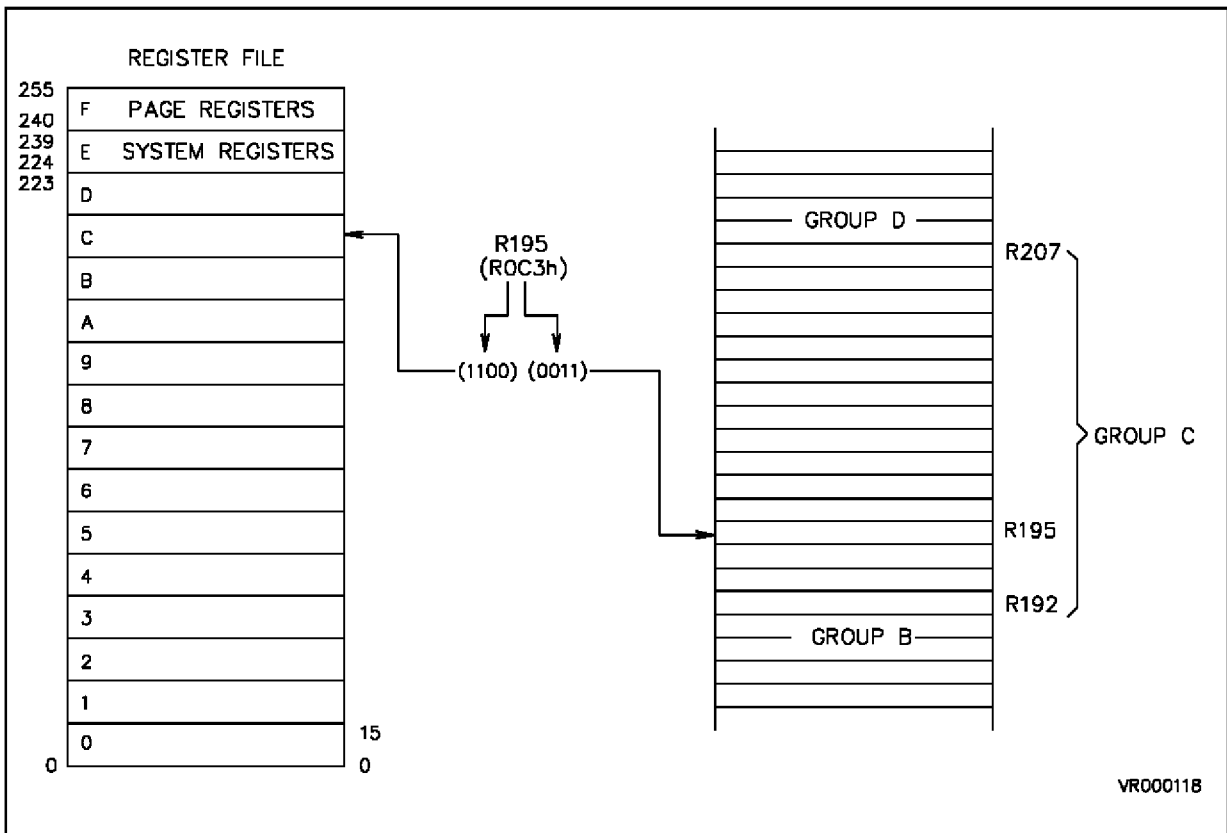 REGISTER FILE
255
F PAGE REGISTERS
240
239
E SYSTEM REGISTERS
224
223
D
C
B
A
9
8
7
6
5
4
3
2
1
0
15
0
0
R195
(R0C3h)
(1100) (0011)
GROUP D
R207
GROUP C
R195
R192
GROUP B
VR000118